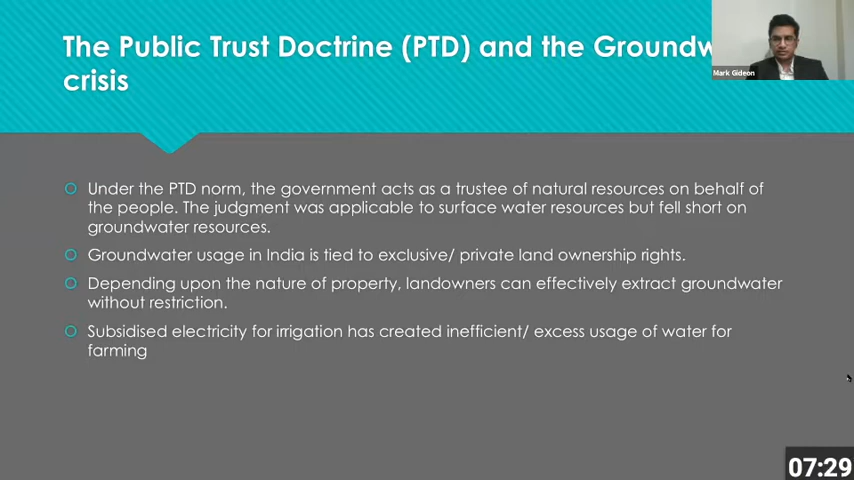 The Public Trust Doctrine (PTD) and the
crisis
Mark Gideon
Under the PTD norm, the government acts as a trustee of natural resources on behalf of
the people. The judgment was applicable to surface water resources but fell short on
groundwater resources.
Groundwater usage in India is tied to exclusive/ private land ownership rights.
Depending upon the nature of property, landowners can effectively extract groundwater
without restriction.
Subsidised electricity for irrigation has created inefficient/ excess usage of water for
farming
07:29